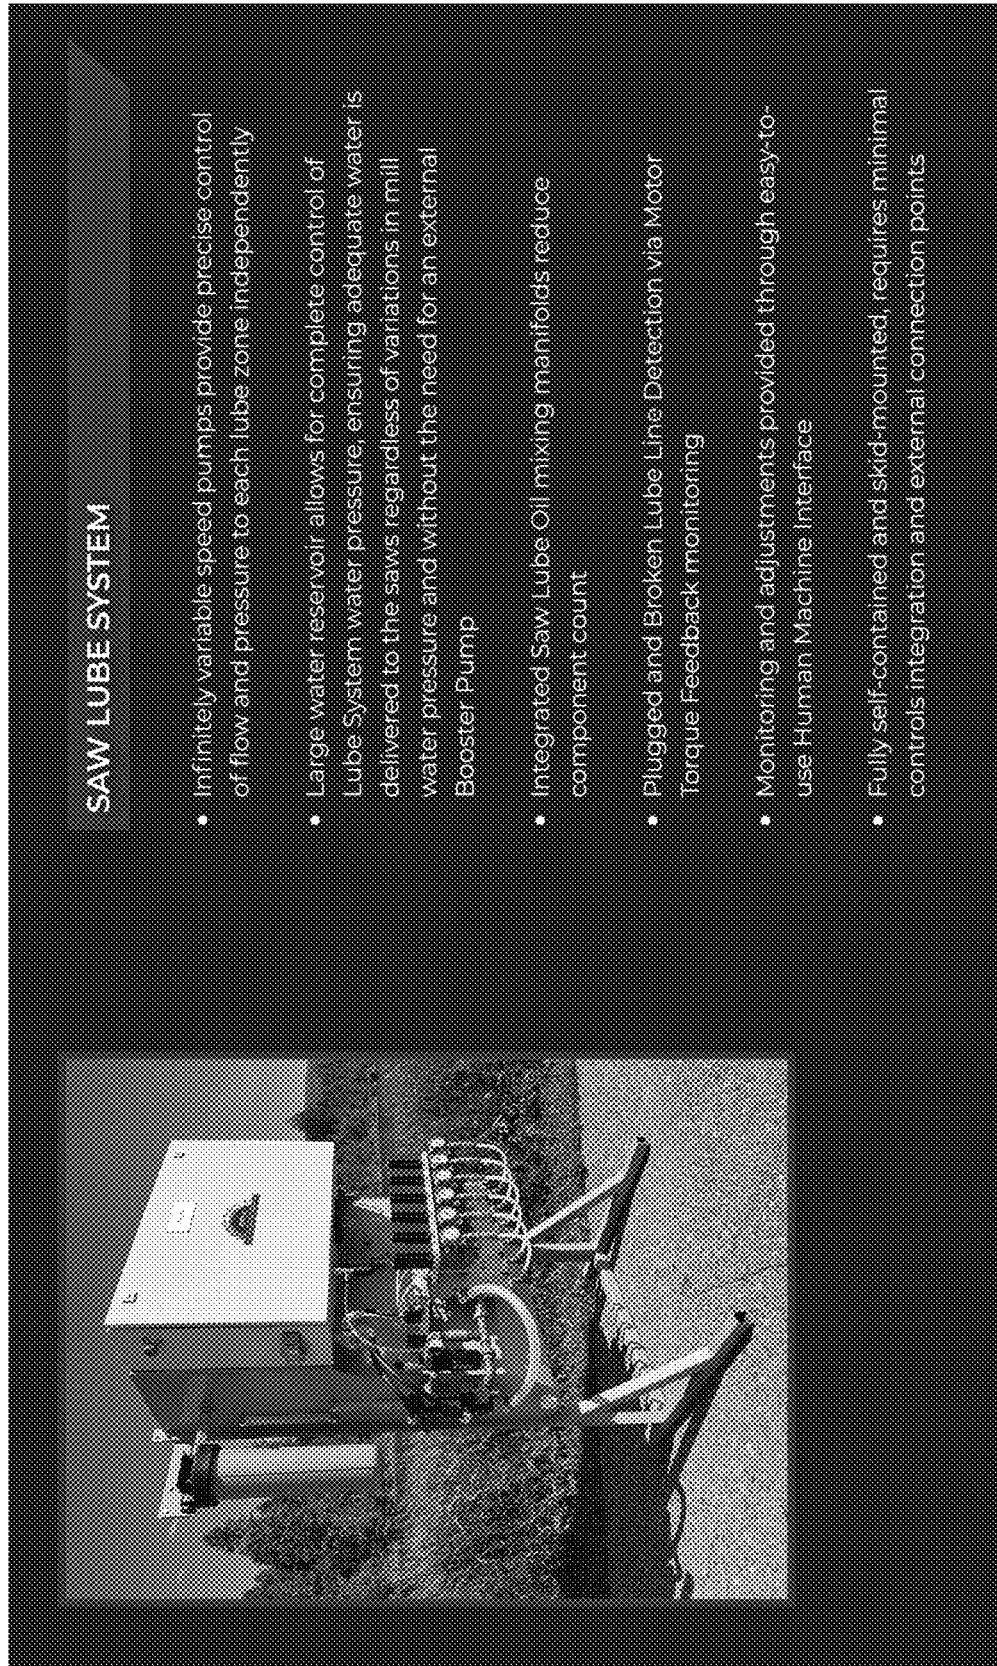 SAW LUBE SYSTEM
• Infinitely variable speed pumps provide precise control
of flow and pressure to each lube zone independently
• Large water reservoir allows for complete control of
Lube System water pressure, ensuring adequate water is
delivered to the saws regardless of variations in mill
water pressure and without the need for an external
Booster Pump
• Integrated Saw Lube Oil mixing manifolds reduce
component count
• Plugged and Broken Lube Line Detection via Motor
Torque Feedback monitoring
• Monitoring and adjustments provided through easy-to-
use Human Machine Interface
• Fully self-contained and skid-mounted, requires minimal
controls integration and external connection points